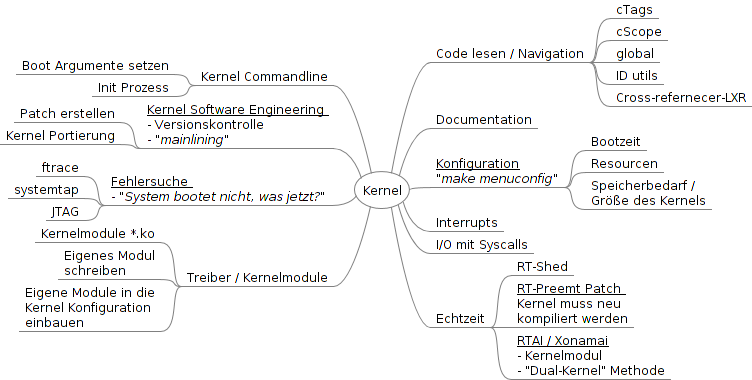 Kernel
Kernel Commandline
Boot Argumente setzen
Init Prozess
Kernel Software Engineering
- Versionskontrolle
- "mainlining"
Patch erstellen
Kernel Portierung
Fehlersuche
- "System bootet nicht, was jetzt?"
ftrace
systemtap
JTAG
Treiber / Kernelmodule
Kernelmodule *.ko
Eigenes Modul
schreiben
Eigene Module in die
Kernel Konfiguration
einbauen
Code lesen / Navigation
cTags
cScope
global
ID utils
Cross-refernecer-LXR
Documentation
Konfiguration
"make menuconfig"
Bootzeit
Resourcen
Speicherbedarf /
Größe des Kernels
Interrupts
I/O mit Syscalls
Echtzeit
RT-Shed
RT-Preemt Patch
Kernel muss neu
kompiliert werden
RTAI / Xonamai
- Kernelmodul
- "Dual-Kernel" Methode